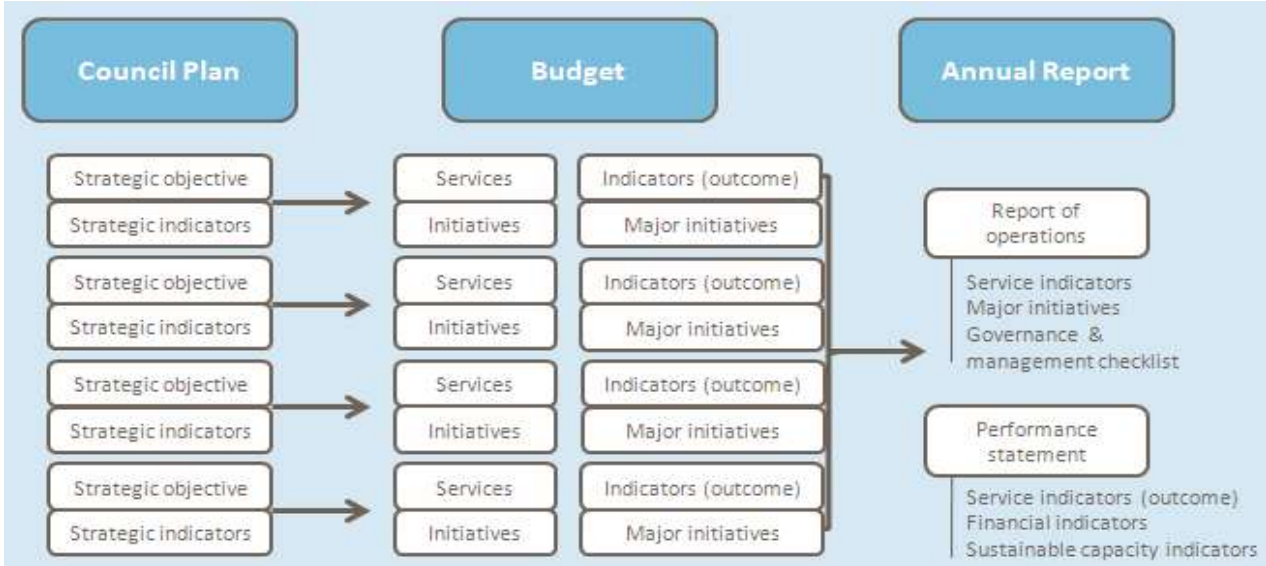 Council Plan
Budget
Annual Report
Strategic objective
Strategic indicators
Strategic objective
Strategic indicators
Strategic objective
Strategic indicators
Strategic objective
Strategic indicators
Services
Initiatives
Services
Initiatives
Services
Initiatives
Services
Initiatives
Indicators (outcome)
Major initiatives
Indicators (outcome)
Major initiatives
Indicators (outcome)
Major initiatives
Indicators (outcome)
Major initiatives
Report of
operations
Service indicators
Major initiatives
Governance &
management checklist
Performance
statement
Service indicators (outcome)
Financial indicators
Sustainable capacity indicators